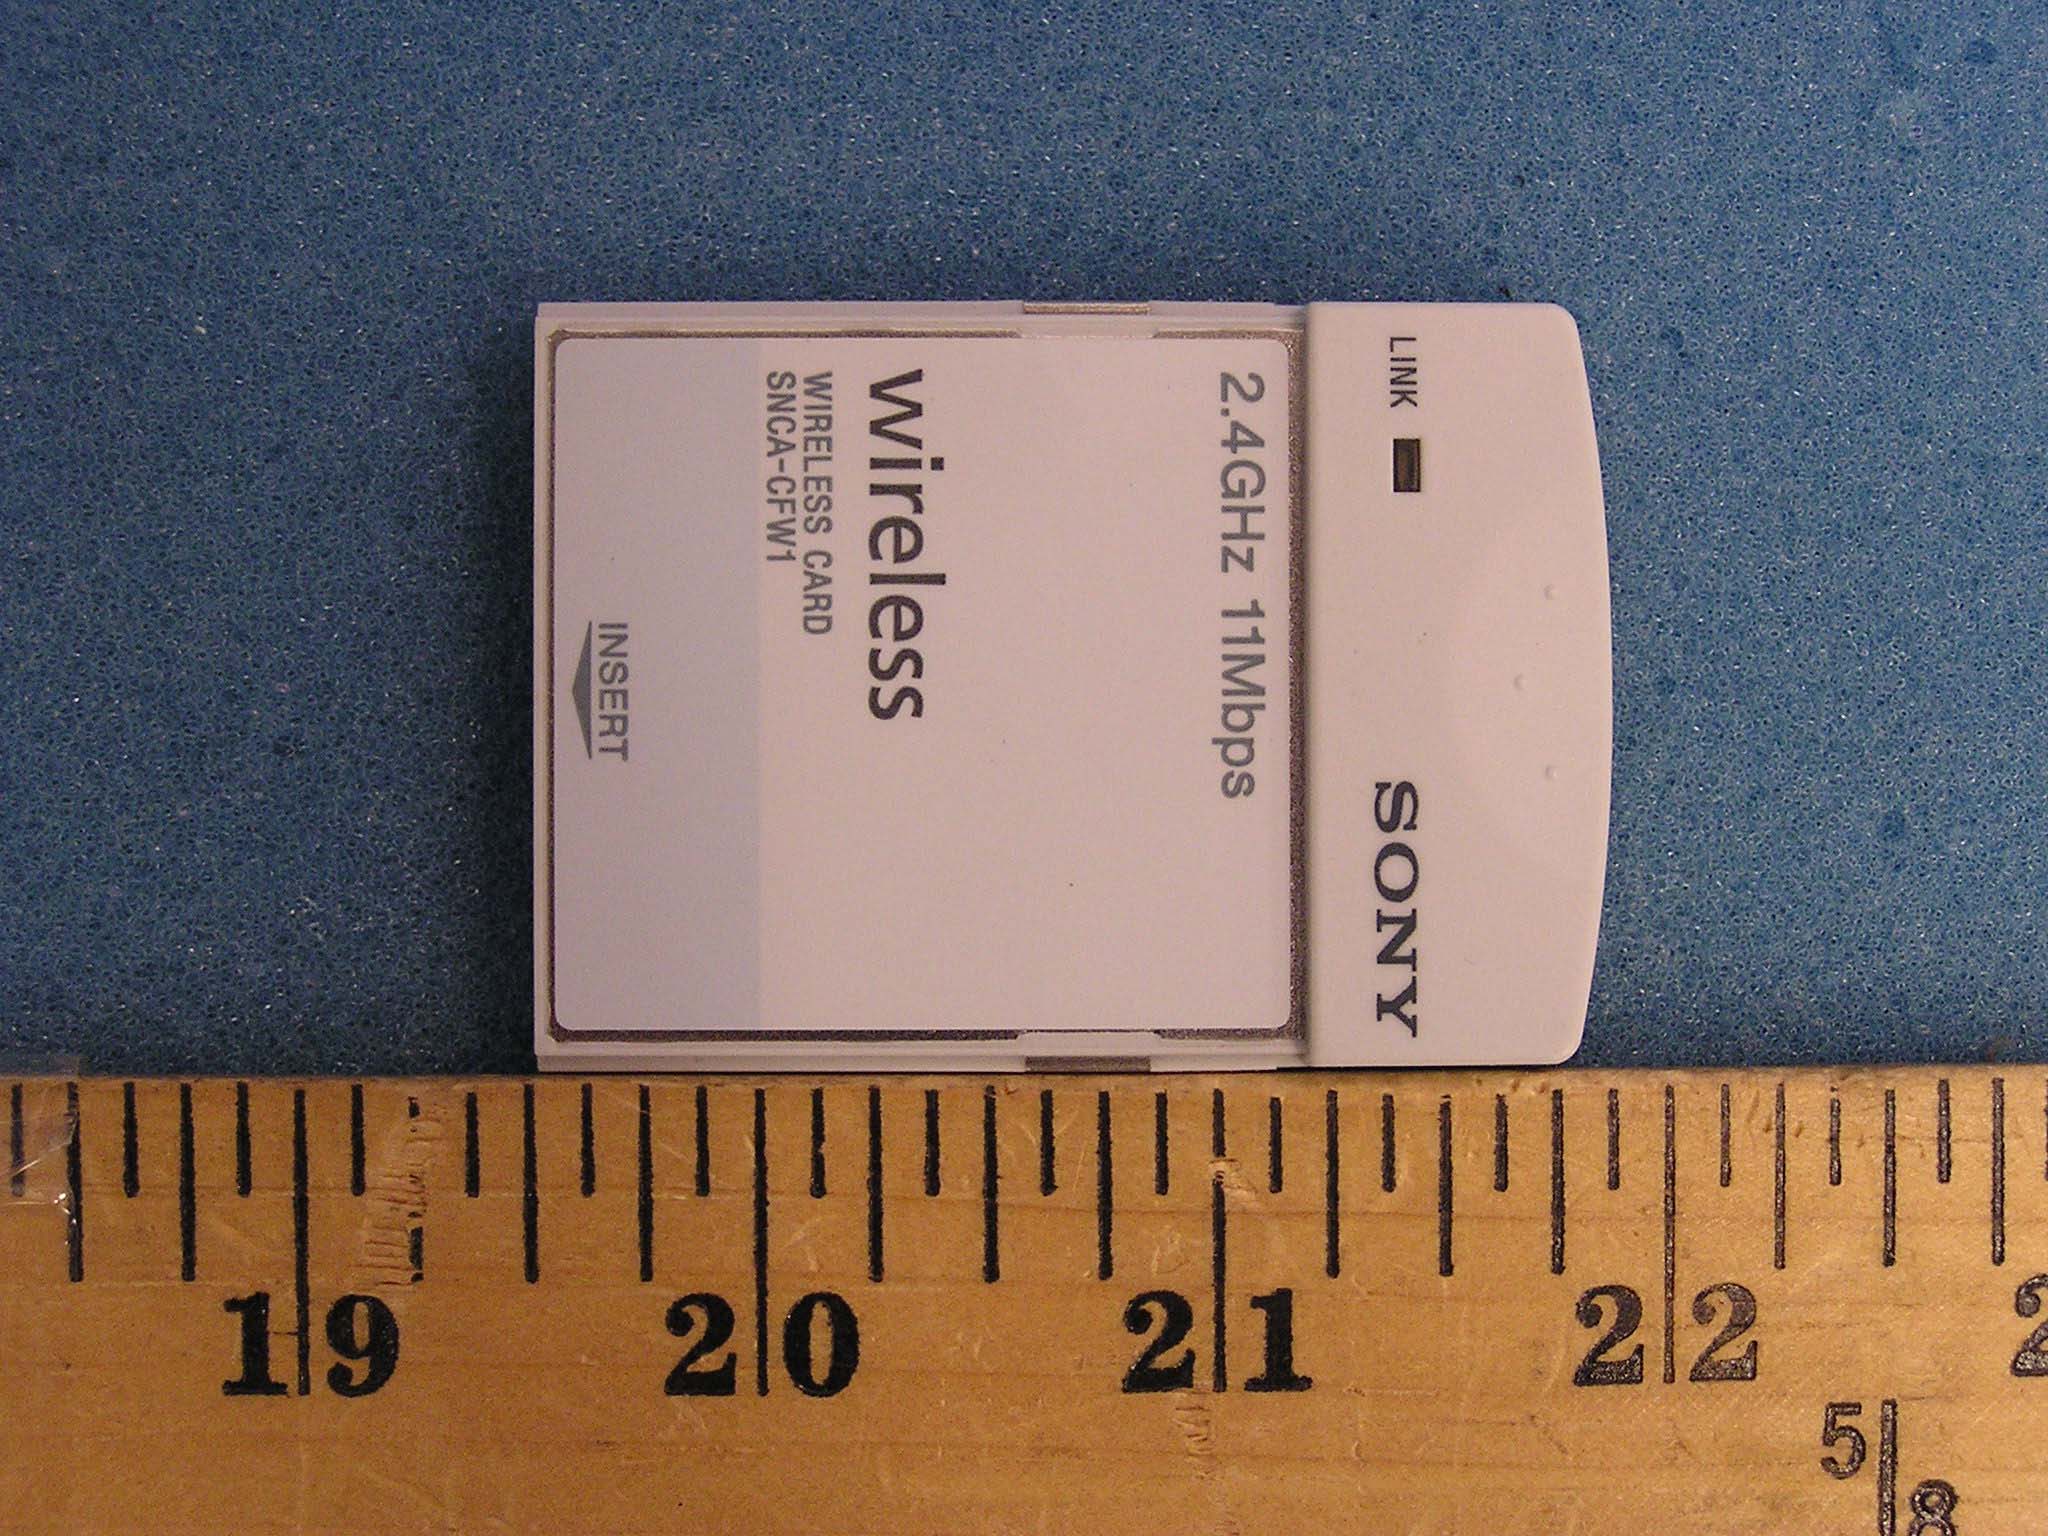 LINK
SONY
2.4GHz 11Mbps
wireless
WIRELESS CARD
SNCA-CFW1
INSERT
19 20 21 22
5/8